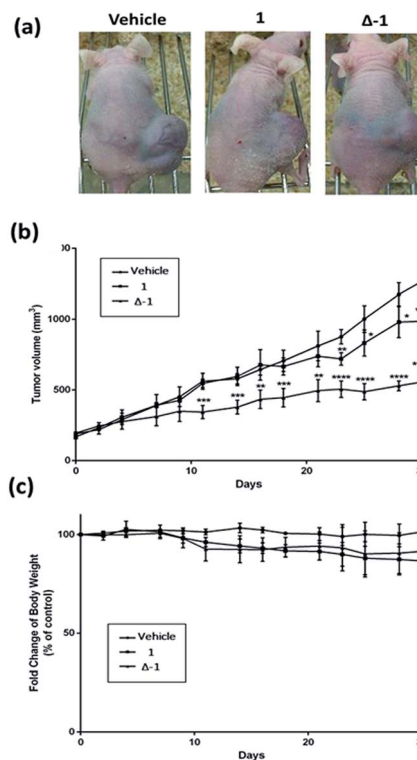 (a)
Vehicle 1 Δ-1
(b)
1000
500
0
Tumor volume (mm³)
Vehicle
1
Δ-1
** * *
*** *** ** *** ** **** **** ****
0 10 20
Days
(c)
100
50
0
Fold Change of Body Weight
(% of control)
Vehicle
1
Δ-1
0 10 20
Days